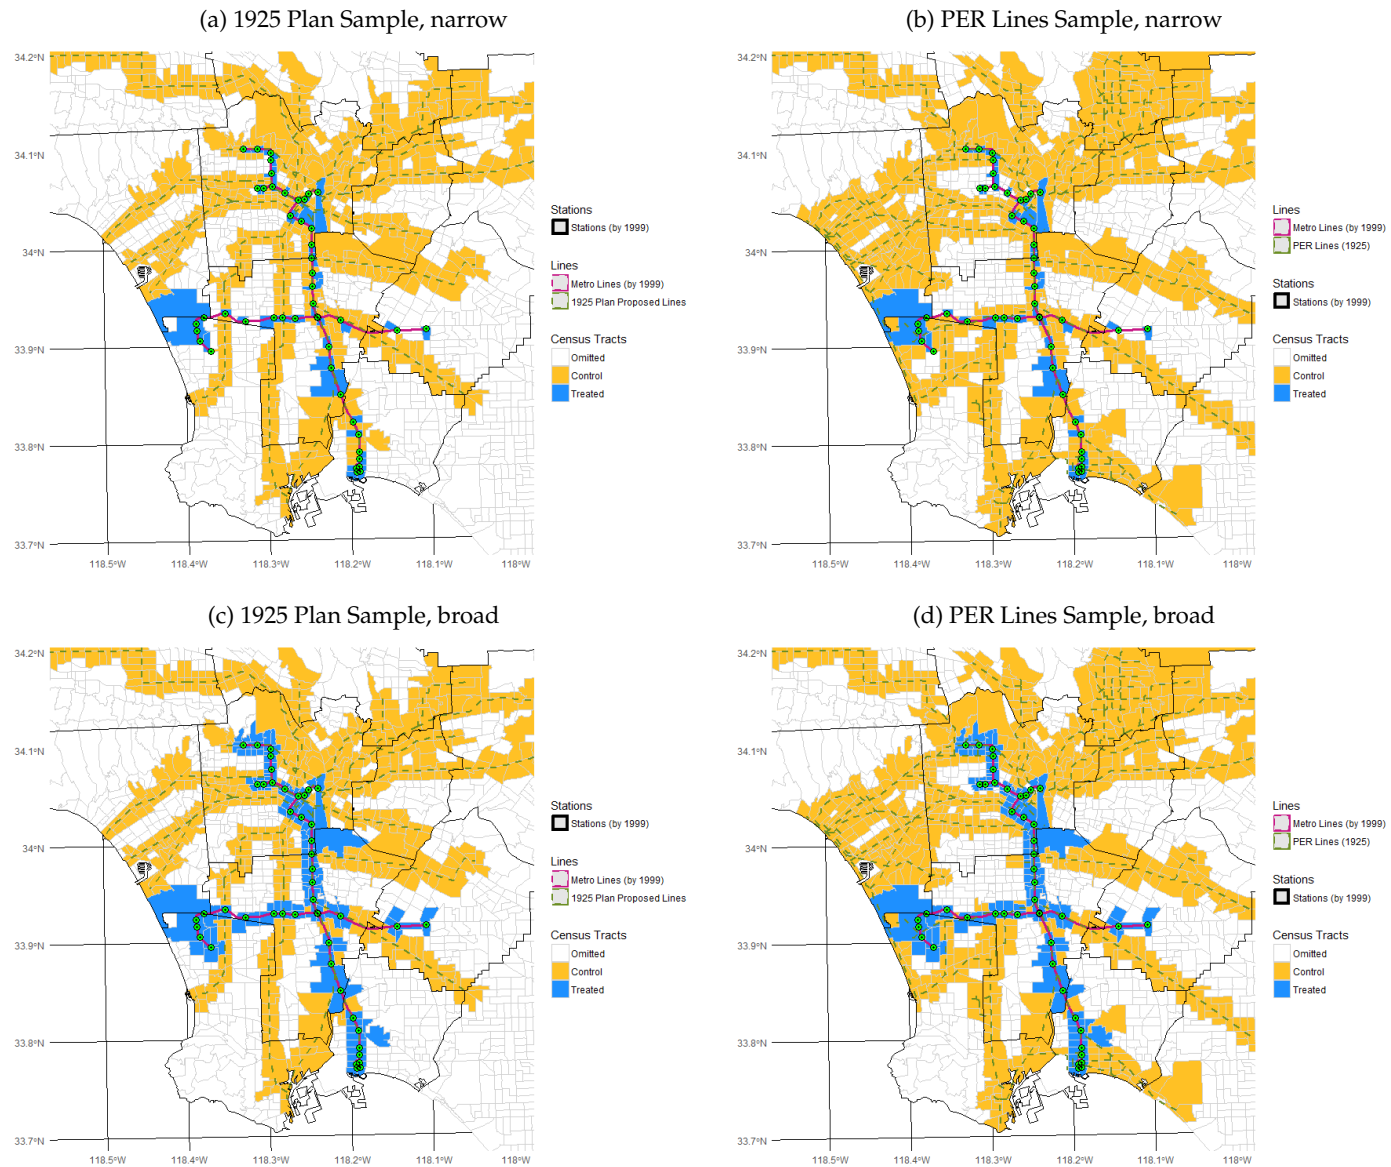 (a) 1925 Plan Sample, narrow
34.2°N
34.1°N
34°N
33.9°N
33.8°N
33.7°N
118.5°W
118.4°W
118.3°W
118.2°W
118.1°W
118°W
Stations
Stations (by 1999)
Lines
Metro Lines (by 1999)
1925 Plan Proposed Lines
Census Tracts
Omitted
Control
Treated
(b) PER Lines Sample, narrow
34.2°N
34.1°N
34°N
33.9°N
33.8°N
33.7°N
118.5°W
118.4°W
118.3°W
118.2°W
118.1°W
118°W
Lines
Metro Lines (by 1999)
PER Lines (1925)
Stations
Stations (by 1999)
Census Tracts
Omitted
Control
Treated
(c) 1925 Plan Sample, broad
34.2°N
34.1°N
34°N
33.9°N
33.8°N
33.7°N
118.5°W
118.4°W
118.3°W
118.2°W
118.1°W
118°W
Stations
Stations (by 1999)
Lines
Metro Lines (by 1999)
1925 Plan Proposed Lines
Census Tracts
Omitted
Control
Treated
(d) PER Lines Sample, broad
34.2°N
34.1°N
34°N
33.9°N
33.8°N
33.7°N
118.5°W
118.4°W
118.3°W
118.2°W
118.1°W
118°W
Lines
Metro Lines (by 1999)
PER Lines (1925)
Stations
Stations (by 1999)
Census Tracts
Omitted
Control
Treated